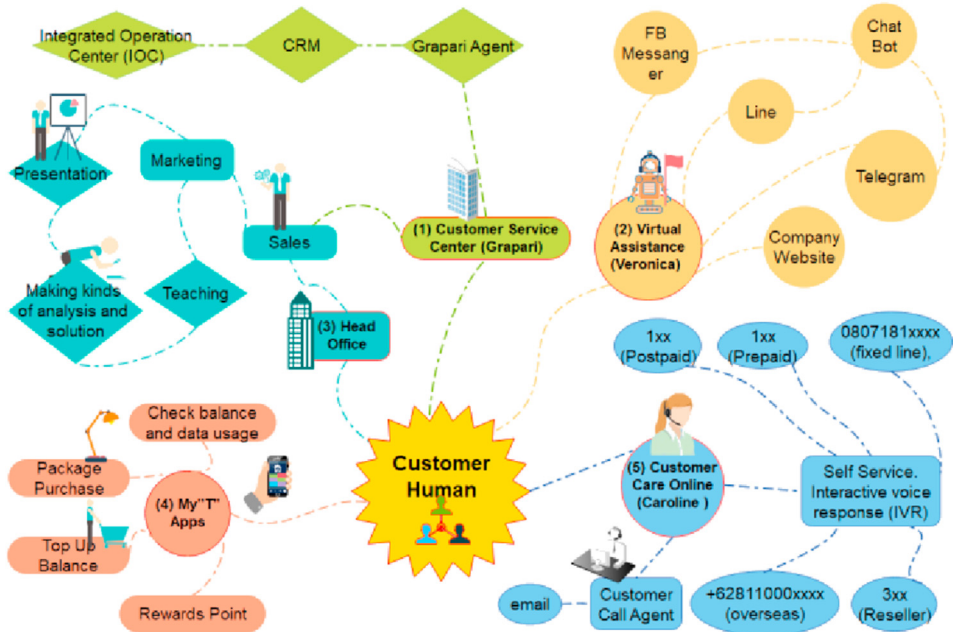 Integrated Operation
Center (IOC)
CRM
Grapari Agent
FB
Messang
er
Chat
Bot
Line
Telegram
Company
Website
(2) Virtual
Assistance
(Veronica)
Presentation
Marketing
Sales
Making kinds
of analysis and
solution
Teaching
(1) Customer Service
Center (Grapari)
(3) Head
Office
1xx
(Postpaid)
1xx
(Prepaid)
0807181xxxx
(fixed line),
Check balance
and data usage
Package
Purchase
(4) My"T"
Apps
Top Up
Balance
Rewards Point
Customer
Human
(5) Customer
Care Online
(Caroline )
Self Service.
Interactive voice
response (IVR)
email
Customer
Call Agent
+62811000xxxx
(overseas)
3xx
(Reseller)